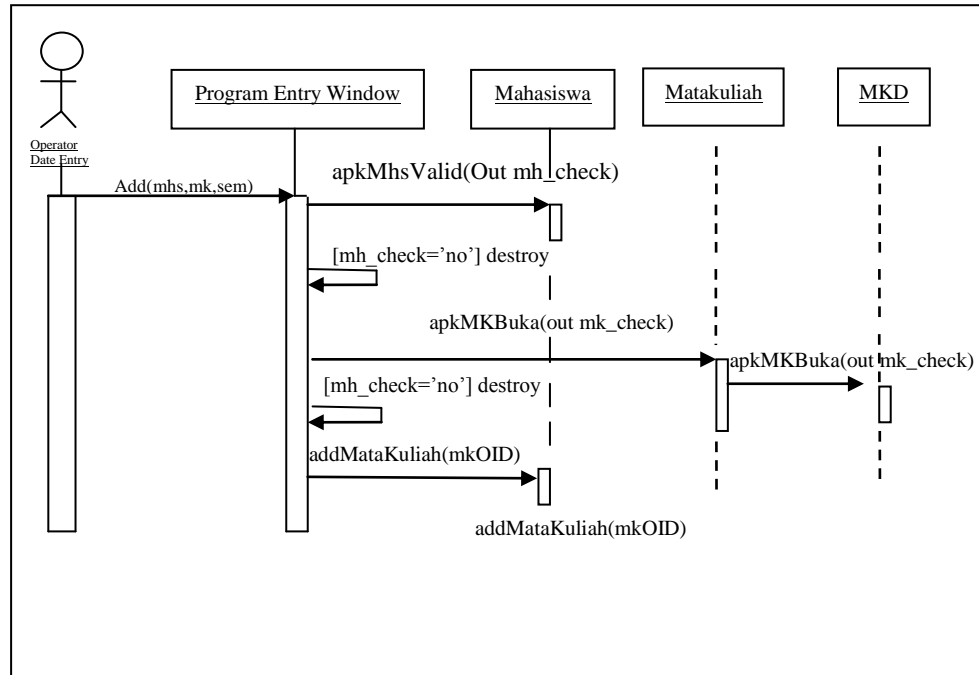 Program Entry Window
Mahasiswa
Matakuliah
MKD
Operator
Date Entry
Add(mhs,mk,sem)
apkMhsValid(Out mh_check)
[mh_check=’no’] destroy
apkMKBuka(out mk_check)
apkMKBuka(out mk_check)
[mh_check=’no’] destroy
addMataKuliah(mkOID)
addMataKuliah(mkOID)